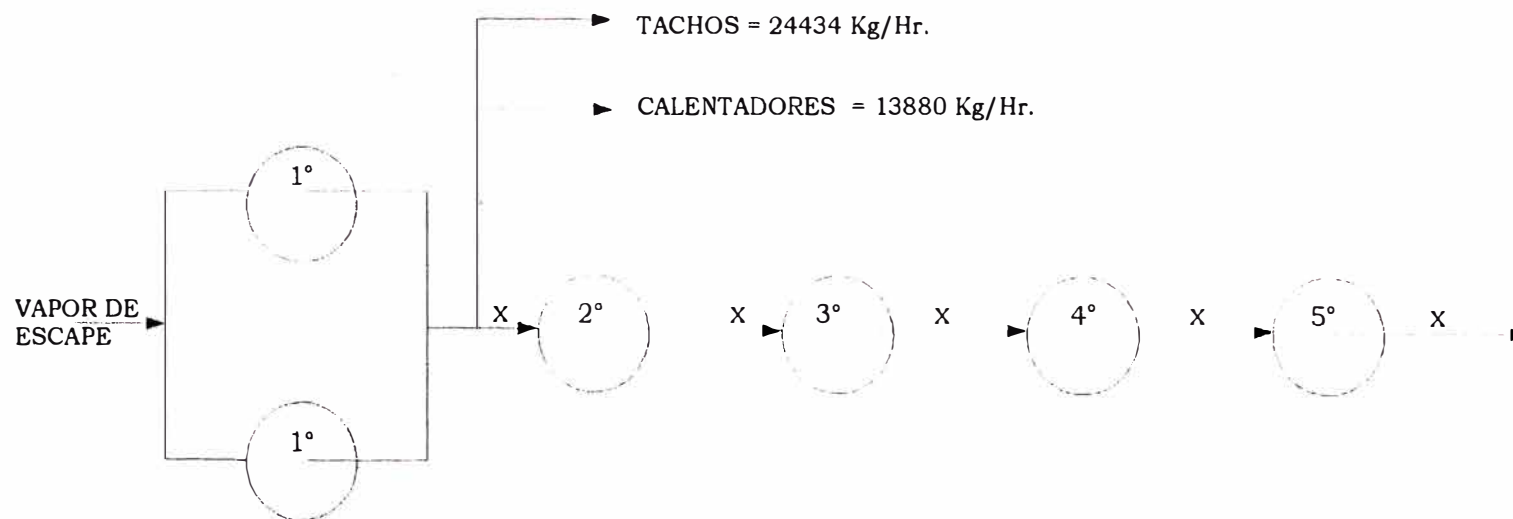 TACHOS = 24434 Kg/Hr.
CALENTADORES = 13880 Kg/Hr.
1°
VAPOR DE
ESCAPE
X
2°
X
3°
X
4°
X
5°
X
1°